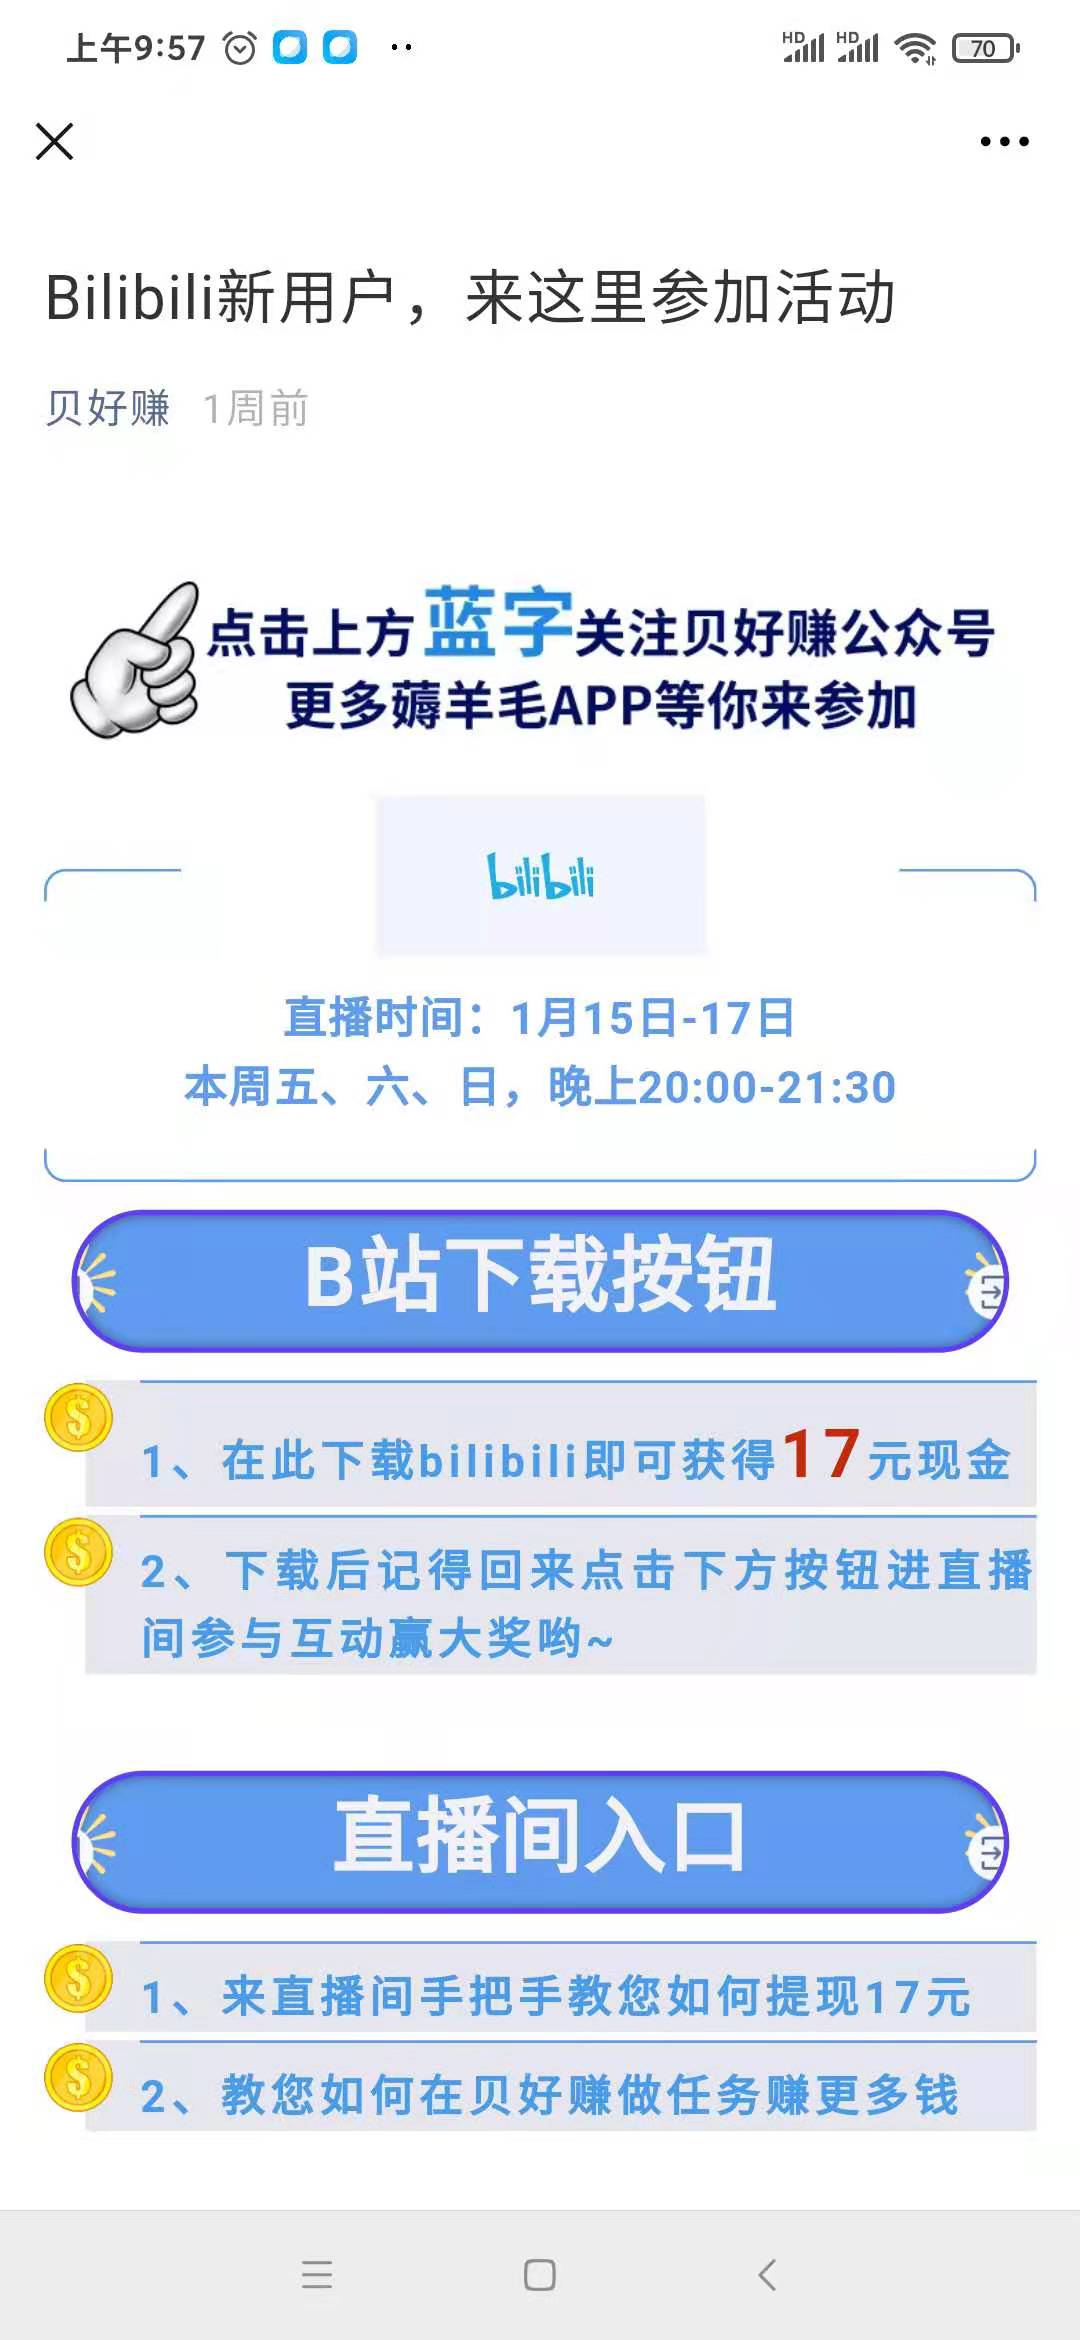 上午9:57
HD HD 70
Bilibili新用户，来这里参加活动
贝好赚 1周前
点击上方蓝字关注贝好赚公众号
更多薅羊毛APP等你来参加
bilibili
直播时间：1月15日-17日
本周五、六、日，晚上20:00-21:30
B站下载按钮
1、在此下载bilibili即可获得17元现金
2、下载后记得回来点击下方按钮进直播
间参与互动赢大奖哟~
直播间入口
1、来直播间手把手教您如何提现17元
2、教您如何在贝好赚做任务赚更多钱